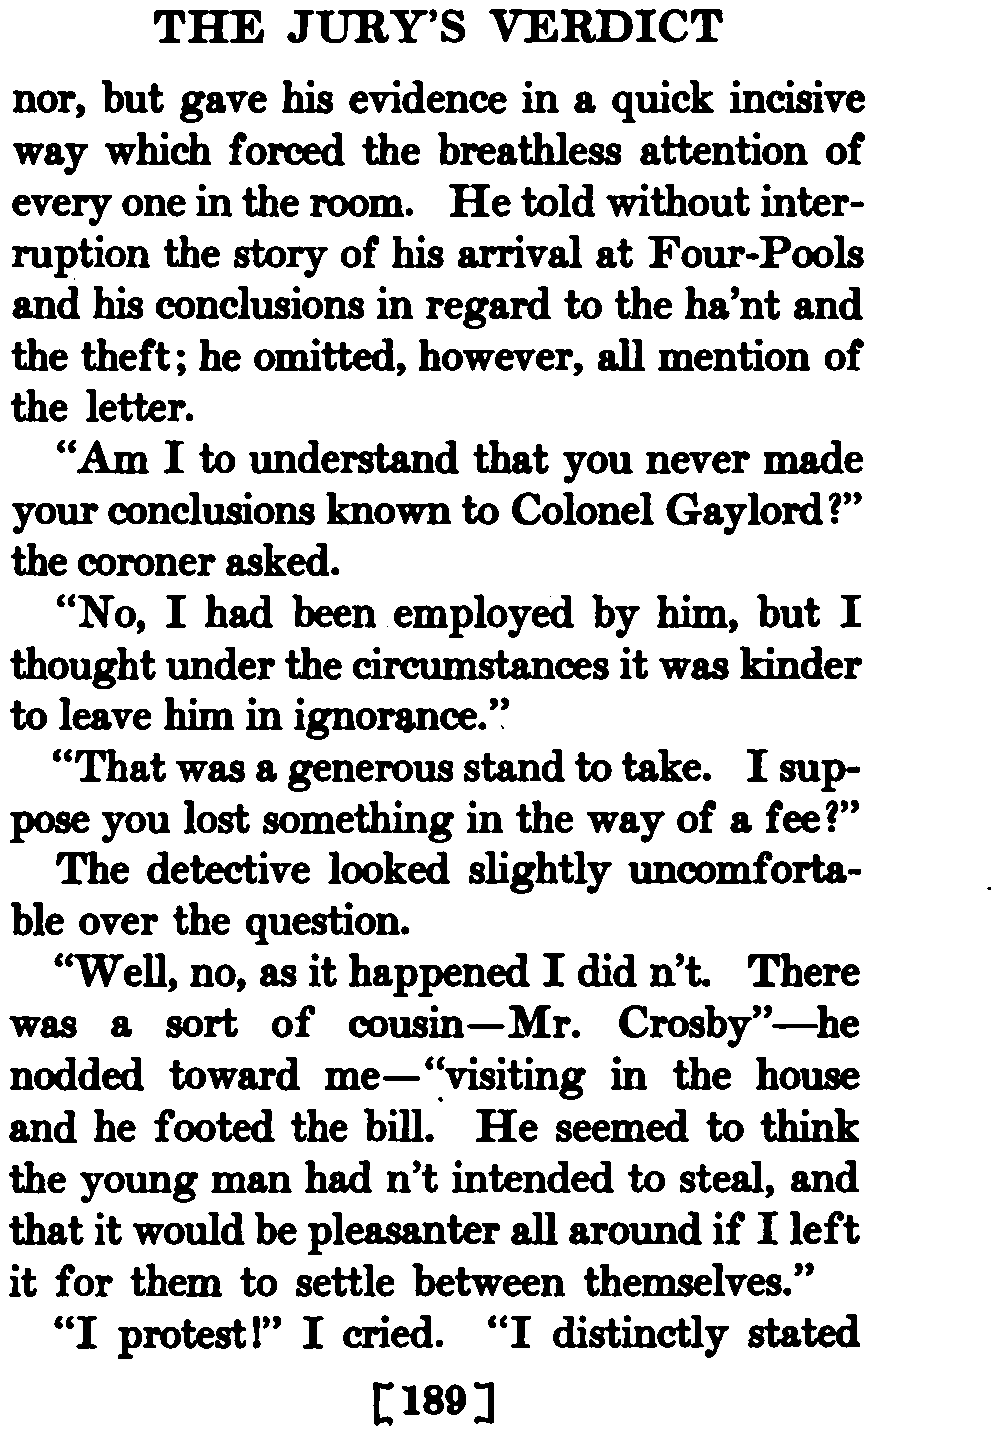 THE JURY'S VERDICT
nor, but gave his evidence in a quick incisive
way which forced the breathless attention of
every one in the room. He told without inter-
ruption the story of his arrival at Four-Pools
and his conclusions in regard to the ha'nt and
the theft; he omitted, however, all mention of
the letter.
“Am I to understand that you never made
your conclusions known to Colonel Gaylord?”
the coroner asked.
“No, I had been employed by him, but I
thought under the circumstances it was kinder
to leave him in ignorance.”
“That was a generous stand to take. I sup-
pose you lost something in the way of a fee?”
The detective looked slightly uncomforta-
ble over the question.
“Well, no, as it happened I did n't. There
was a sort of cousin—Mr. Crosby”—he
nodded toward me—“visiting in the house
and he footed the bill. He seemed to think
the young man had n't intended to steal, and
that it would be pleasanter all around if I left
it for them to settle between themselves.”
“I protest!” I cried. “I distinctly stated
[189]